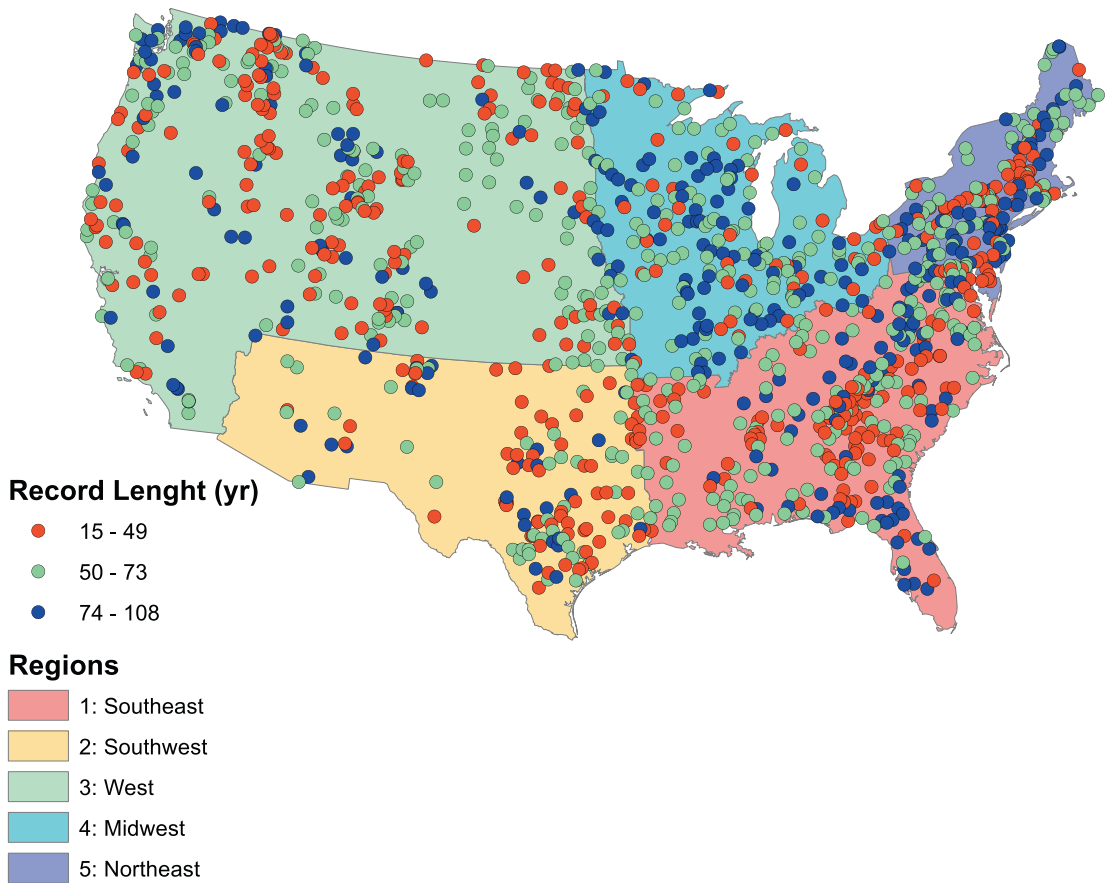 Record Lenght (yr)
15 - 49
50 - 73
74 - 108
Regions
1: Southeast
2: Southwest
3: West
4: Midwest
5: Northeast